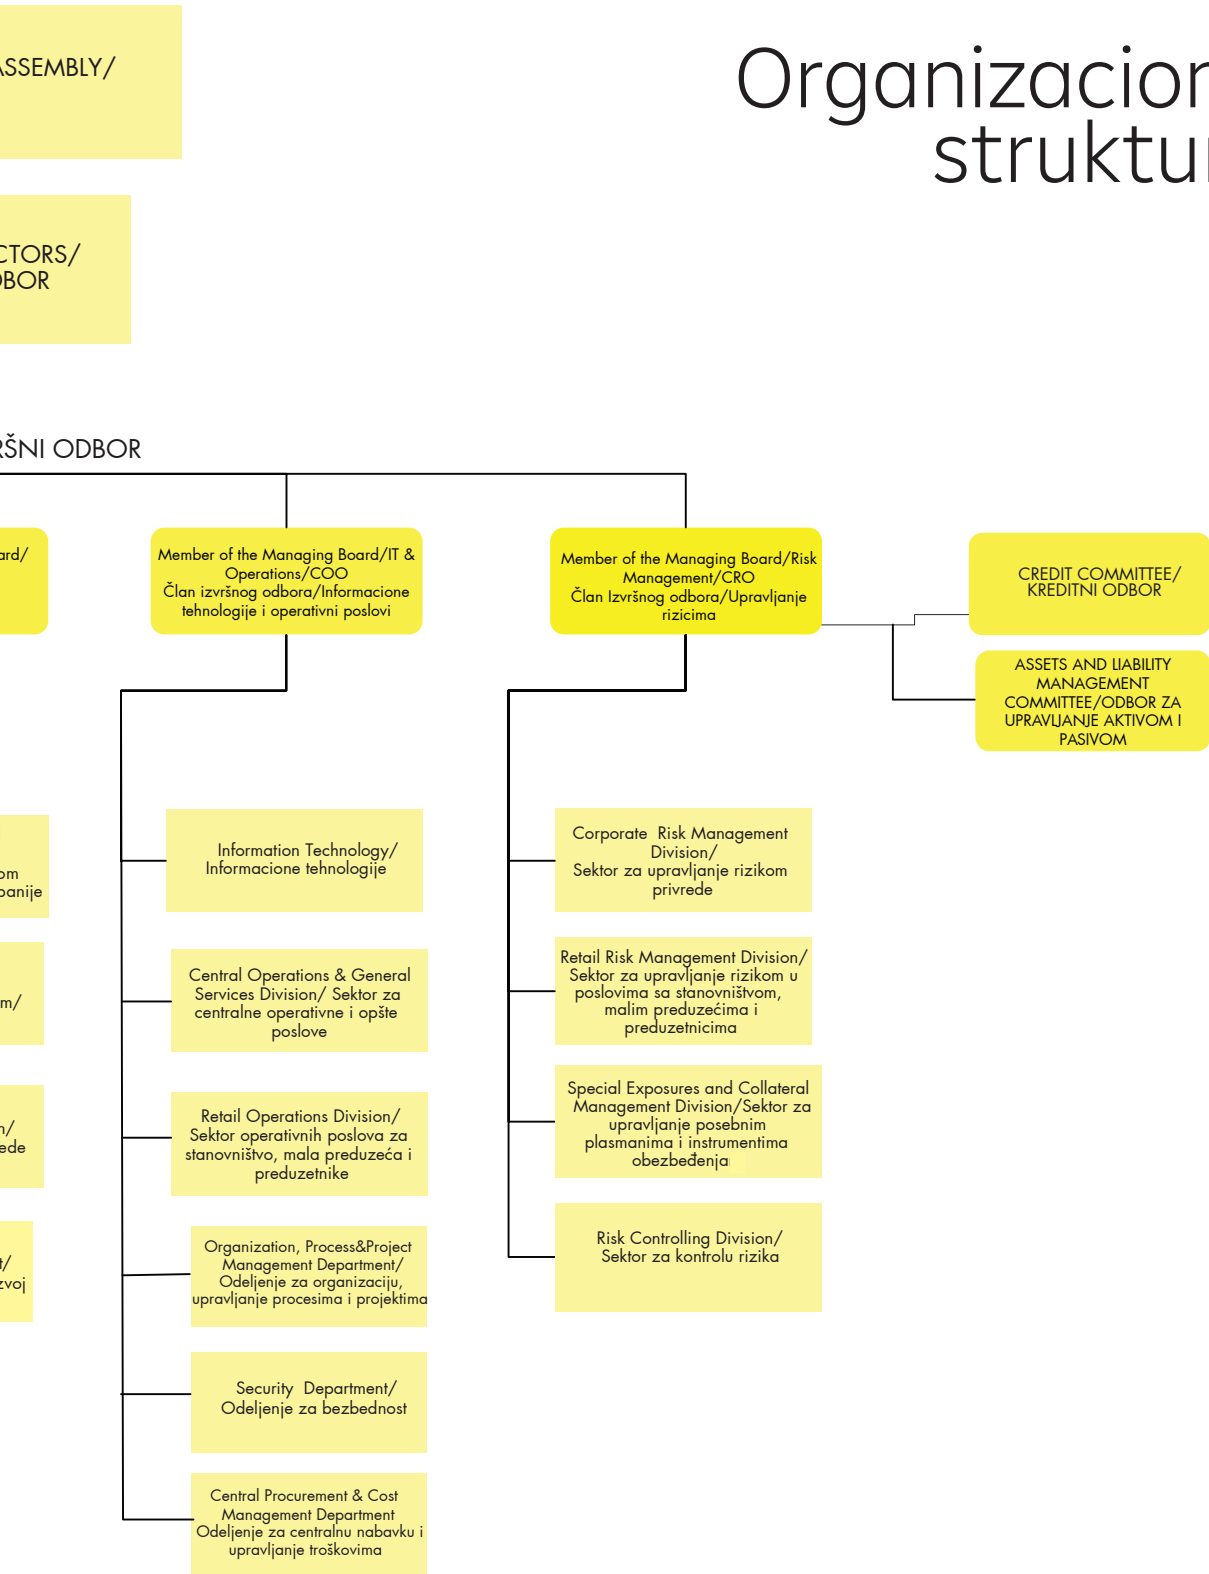 ASSEMBLY/
Organizacion
struktur
CTORS/
DBOR
RŠNI ODBOR
ard/
Member of the Managing Board/IT &
Operations/COO
Član izvršnog odbora/Informacione
tehnologije i operativni poslovi
Member of the Managing Board/Risk
Management/CRO
Član Izvršnog odbora/Upravljanje
rizicima
CREDIT COMMITTEE/
KREDITNI ODBOR
ASSETS AND LIABILITY
MANAGEMENT
COMMITTEE/ODBOR ZA
UPRAVLJANJE AKTIVOM I
PASIVOM
om
panije
m/
n/
ede
t/
zvoj
Information Technology/
Informacione tehnologije
Central Operations & General
Services Division/ Sektor za
centralne operativne i opšte
poslove
Retail Operations Division/
Sektor operativnih poslova za
stanovništvo, mala preduzeća i
preduzetnike
Organization, Process&Project
Management Department/
Odeljenje za organizaciju,
upravljanje procesima i projektima
Security Department/
Odeljenje za bezbednost
Central Procurement & Cost
Management Department
Odeljenje za centralnu nabavku i
upravljanje troškovima
Corporate Risk Management
Division/
Sektor za upravljanje rizikom
privrede
Retail Risk Management Division/
Sektor za upravljanje rizikom u
poslovima sa stanovništvom,
malim preduzećima i
preduzetnicima
Special Exposures and Collateral
Management Division/Sektor za
upravljanje posebnim
plasmanima i instrumentima
obezbeđenja
Risk Controlling Division/
Sektor za kontrolu rizika